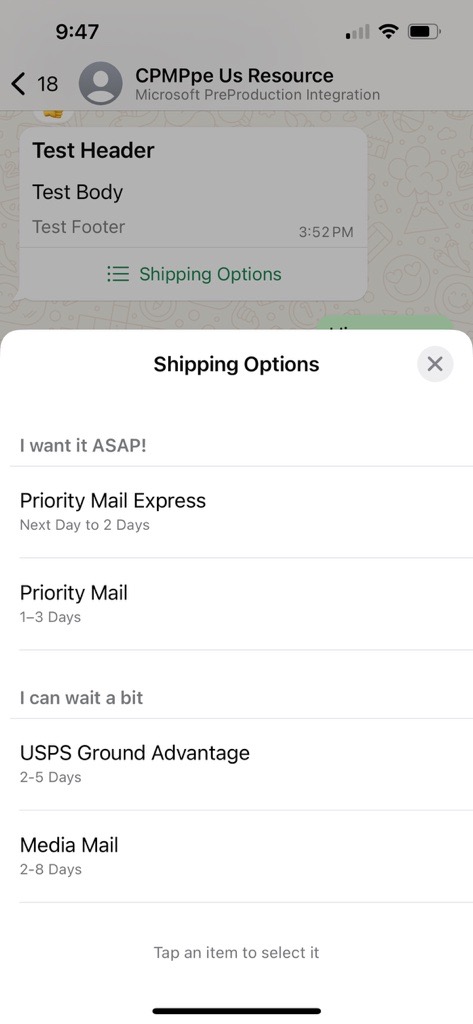 9:47
18
CPMPpe Us Resource
Microsoft PreProduction Integration
Test Header
Test Body
Test Footer
3:52 PM
Shipping Options
Shipping Options
I want it ASAP!
Priority Mail Express
Next Day to 2 Days
Priority Mail
1–3 Days
I can wait a bit
USPS Ground Advantage
2-5 Days
Media Mail
2-8 Days
Tap an item to select it